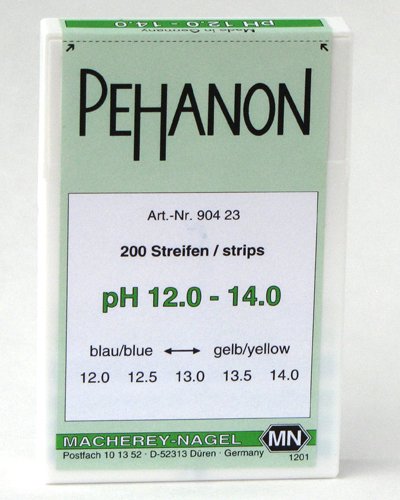 Made in Germany
pH 12.0 - 14.0
PEHANON
Art.-Nr. 904 23
200 Streifen / strips
pH 12.0 - 14.0
blau/blue ⟷ gelb/yellow
12.0 12.5 13.0 13.5 14.0
MACHEREY-NAGEL MN
Postfach 10 13 52 · D-52313 Düren · Germany
1201